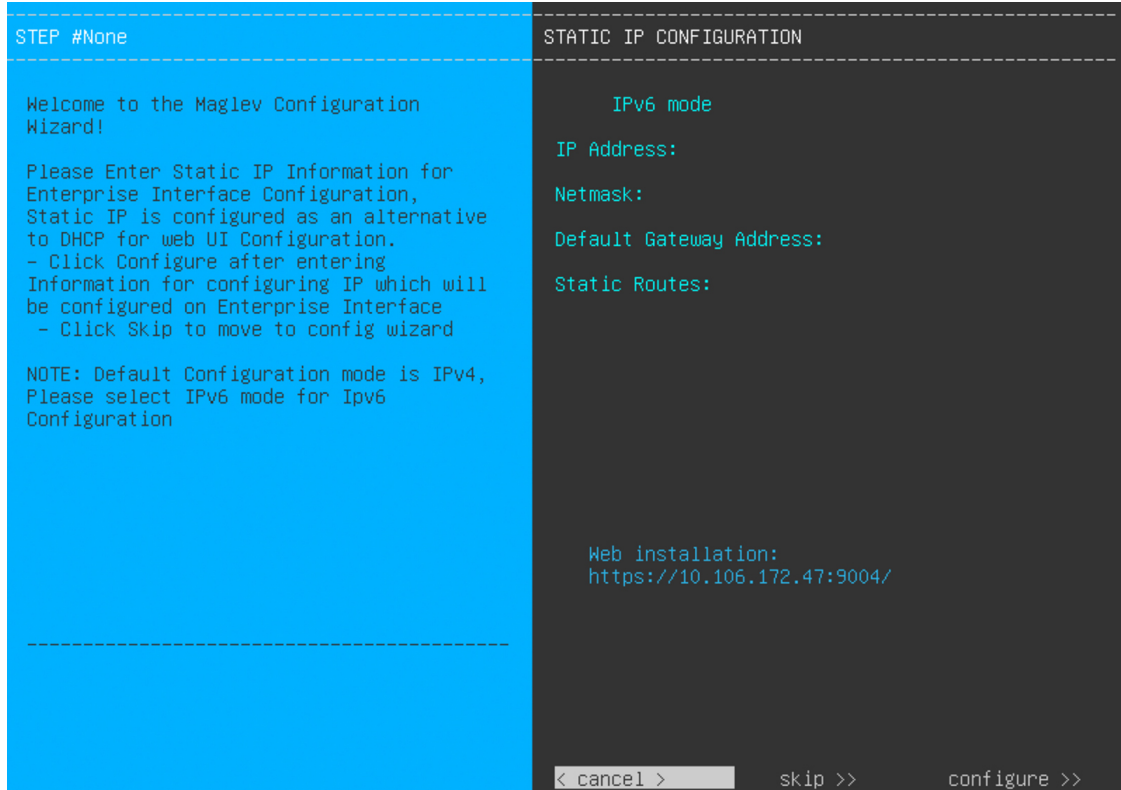 STEP #None
Welcome to the Maglev Configuration
Wizard!
Please Enter Static IP Information for
Enterprise Interface Configuration,
Static IP is configured as an alternative
to DHCP for web UI Configuration.
- Click Configure after entering
Information for configuring IP which will
be configured on Enterprise Interface
- Click Skip to move to config wizard
NOTE: Default Configuration mode is IPv4,
Please select IPv6 mode for Ipv6
Configuration
STATIC IP CONFIGURATION
IPv6 mode
IP Address:
Netmask:
Default Gateway Address:
Static Routes:
Web installation:
https://10.106.172.47:9004/
< cancel > skip >> configure >>